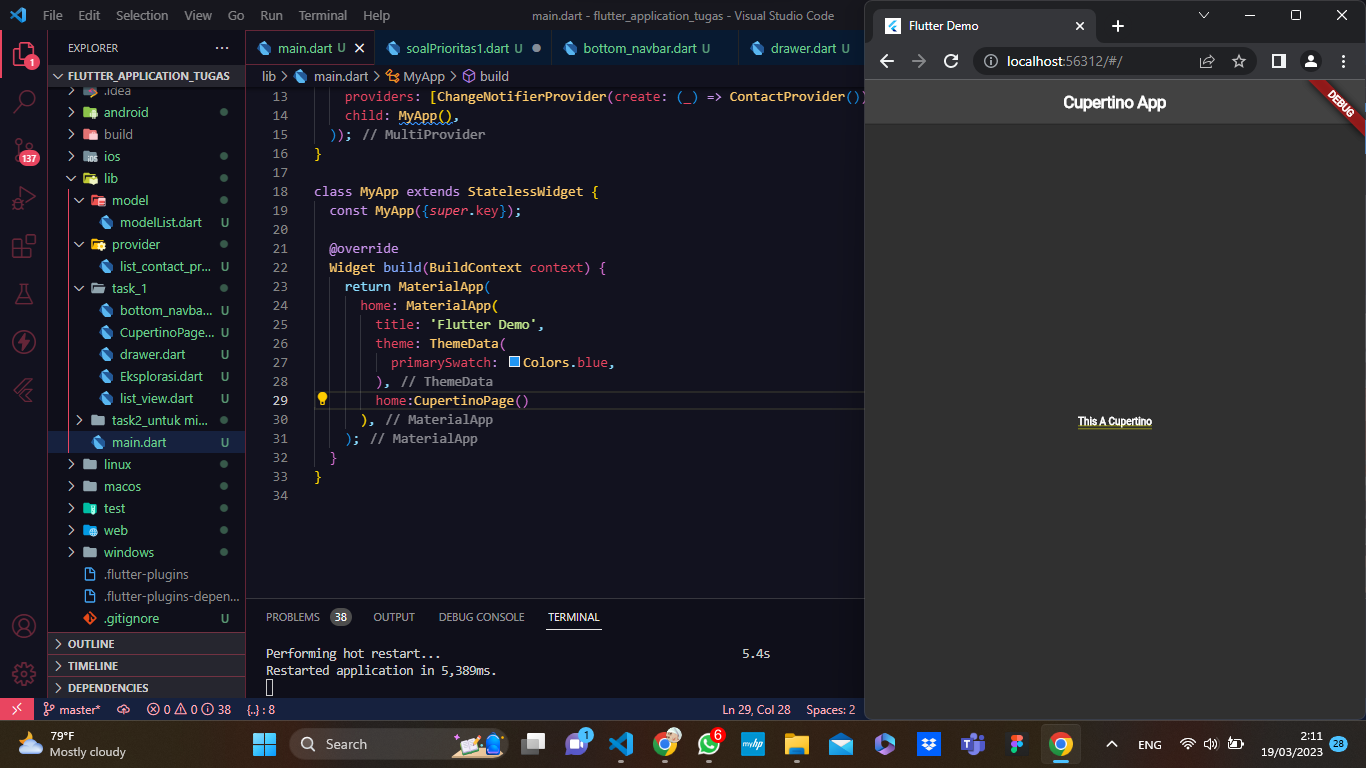 File Edit Selection View Go Run Terminal Help
main.dart - flutter_application_tugas - Visual Studio Code
EXPLORER
FLUTTER_APPLICATION_TUGAS
.idea
android
build
ios
lib
model
modelList.dart U
provider
list_contact_pr... U
task_1
bottom_navba... U
CupertinoPage... U
drawer.dart U
Eksplorasi.dart U
list_view.dart U
task2_untuk mi...
main.dart U
linux
macos
test
web
windows
.flutter-plugins
.flutter-plugins-depen...
.gitignore U
OUTLINE
TIMELINE
DEPENDENCIES
1
137
main.dart U soalPrioritas1.dart U bottom_navbar.dart U drawer.dart U
lib > main.dart > MyApp > build
13 providers: [ChangeNotifierProvider(create: (_) => ContactProvider())
14 child: MyApp(),
15 )); // MultiProvider
16 }
17
18 class MyApp extends StatelessWidget {
19 const MyApp({super.key});
20
21 @override
22 Widget build(BuildContext context) {
23 return MaterialApp(
24 home: MaterialApp(
25 title: 'Flutter Demo',
26 theme: ThemeData(
27 primarySwatch: Colors.blue,
28 ), // ThemeData
29 home:CupertinoPage()
30 ), // MaterialApp
31 ); // MaterialApp
32 }
33 }
34
PROBLEMS 38 OUTPUT DEBUG CONSOLE TERMINAL
Performing hot restart... 5.4s
Restarted application in 5,389ms.
master* 0 0 38 {..} : 8 Ln 29, Col 28 Spaces: 2
Flutter Demo
localhost:56312/#/
Cupertino App
DEBUG
This A Cupertino
79°F
Mostly cloudy
Search
1
6
myhp
ENG
2:11
19/03/2023
28